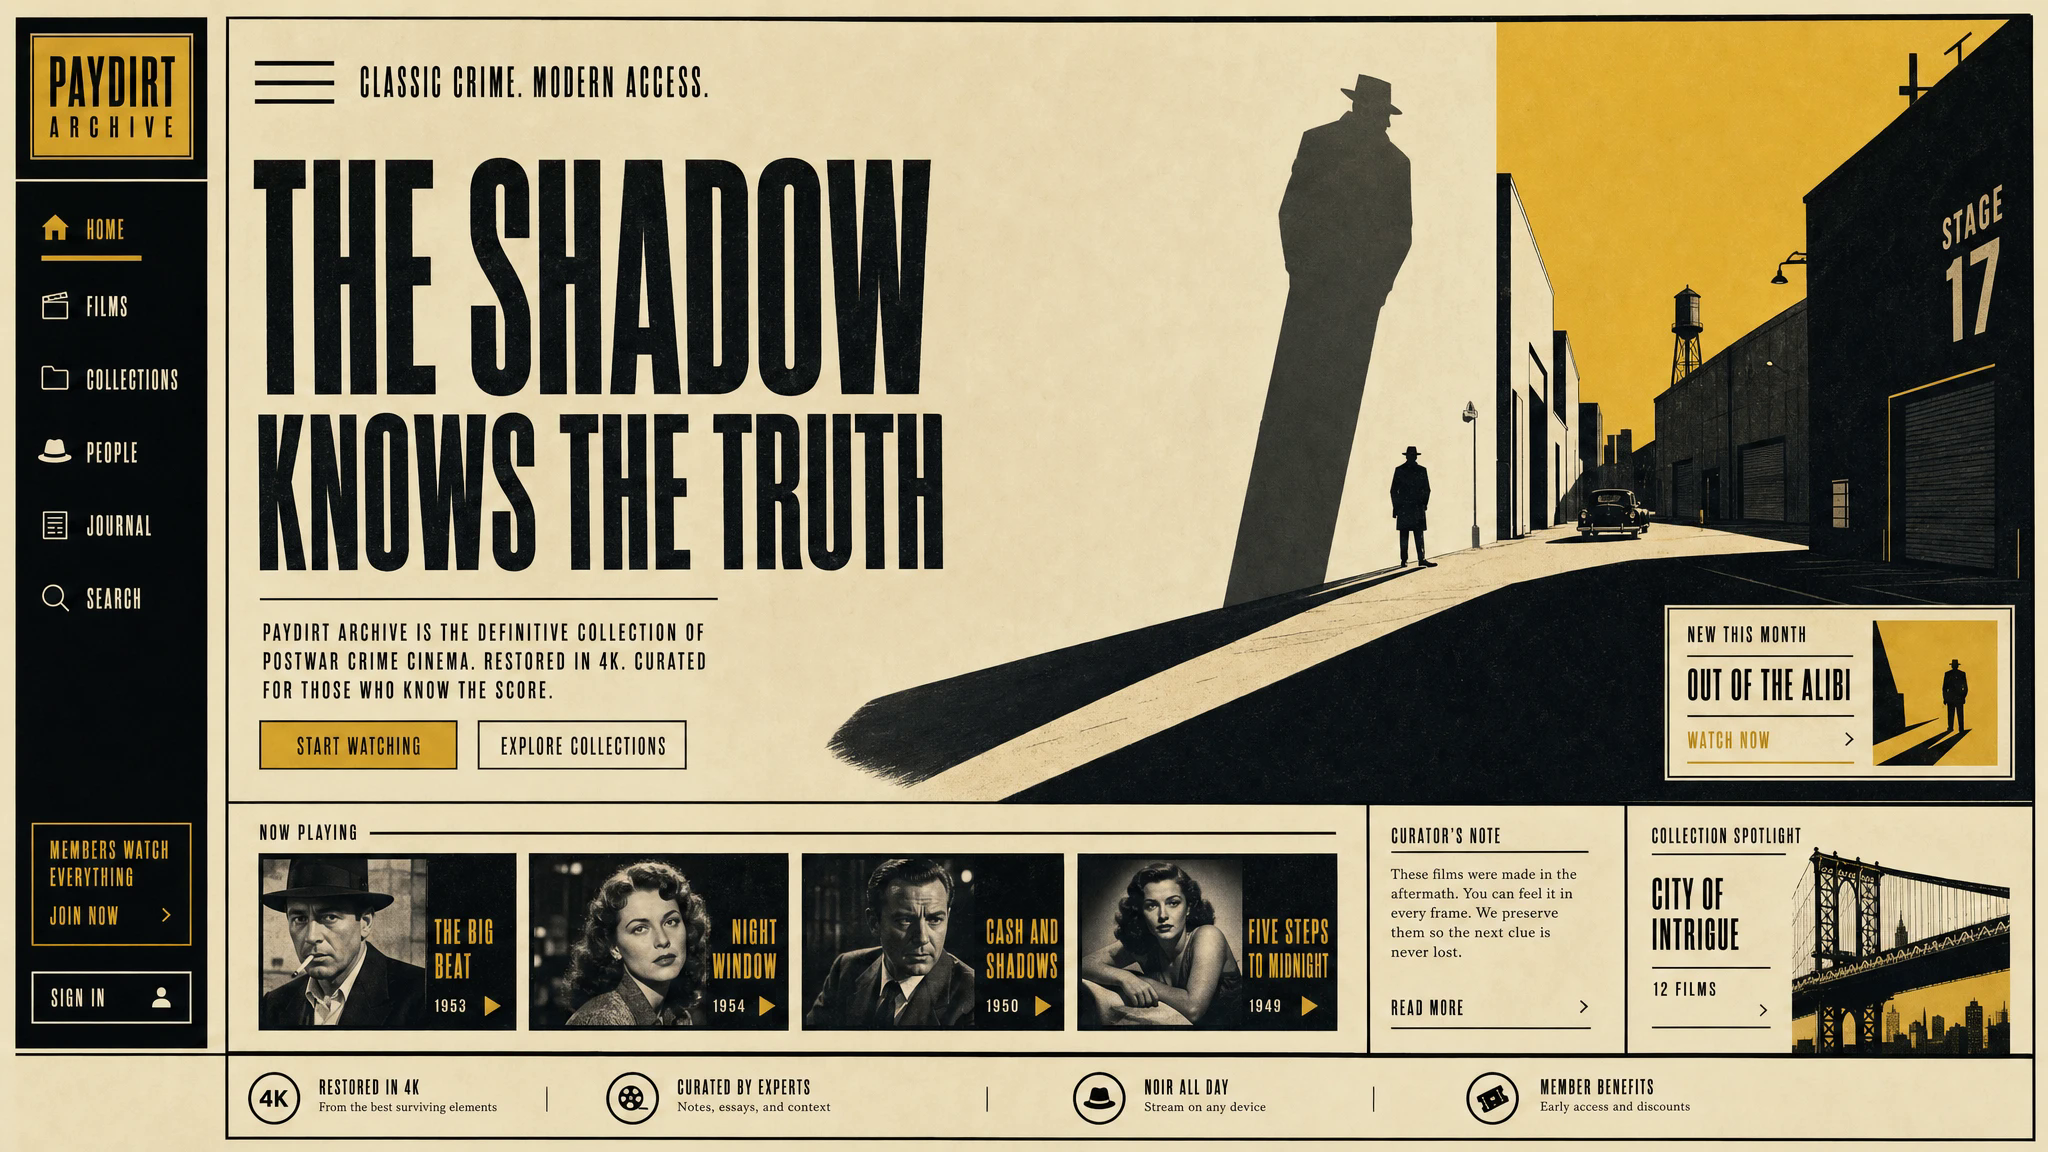 PAYDIRT
ARCHIVE
HOME
FILMS
COLLECTIONS
PEOPLE
JOURNAL
SEARCH
MEMBERS WATCH
EVERYTHING
JOIN NOW
SIGN IN
CLASSIC CRIME. MODERN ACCESS.
THE SHADOW
KNOWS THE TRUTH
PAYDIRT ARCHIVE IS THE DEFINITIVE COLLECTION OF
POSTWAR CRIME CINEMA. RESTORED IN 4K. CURATED
FOR THOSE WHO KNOW THE SCORE.
START WATCHING
EXPLORE COLLECTIONS
STAGE
17
NEW THIS MONTH
OUT OF THE ALIBI
WATCH NOW
NOW PLAYING
THE BIG
BEAT
1953
NIGHT
WINDOW
1954
CASH AND
SHADOWS
1950
FIVE STEPS
TO MIDNIGHT
1949
CURATOR'S NOTE
These films were made in the
aftermath. You can feel it in
every frame. We preserve
them so the next clue is
never lost.
READ MORE
COLLECTION SPOTLIGHT
CITY OF
INTRIGUE
12 FILMS
4K
RESTORED IN 4K
From the best surviving elements
CURATED BY EXPERTS
Notes, essays, and context
NOIR ALL DAY
Stream on any device
MEMBER BENEFITS
Early access and discounts